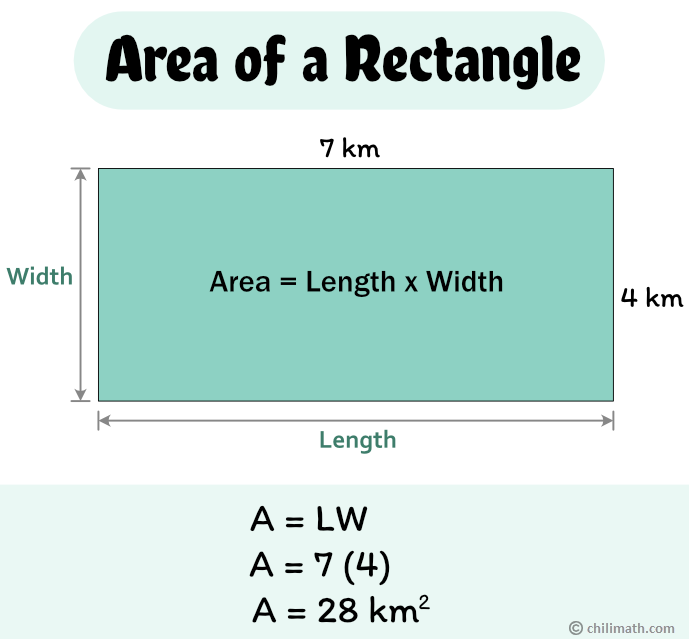 Area of a Rectangle
7 km
Width
Area = Length x Width
4 km
Length
A = LW
A = 7 (4)
A = 28 km²
© chilimath.com